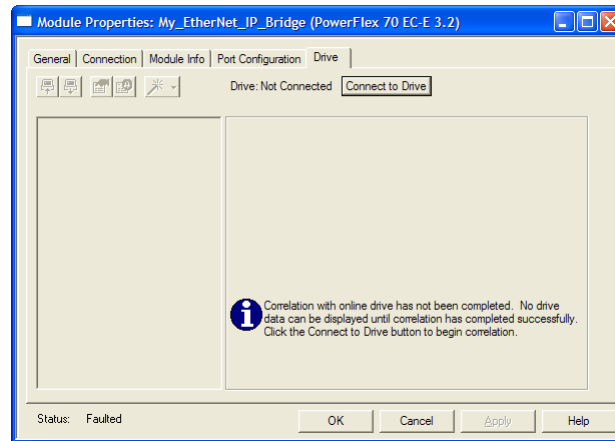 Module Properties: My_EtherNet_IP_Bridge (PowerFlex 70 EC-E 3.2)
General Connection Module Info Port Configuration Drive
Drive: Not Connected Connect to Drive
Correlation with online drive has not been completed. No drive
data can be displayed until correlation has completed successfully.
Click the Connect to Drive button to begin correlation.
Status: Faulted OK Cancel Apply Help